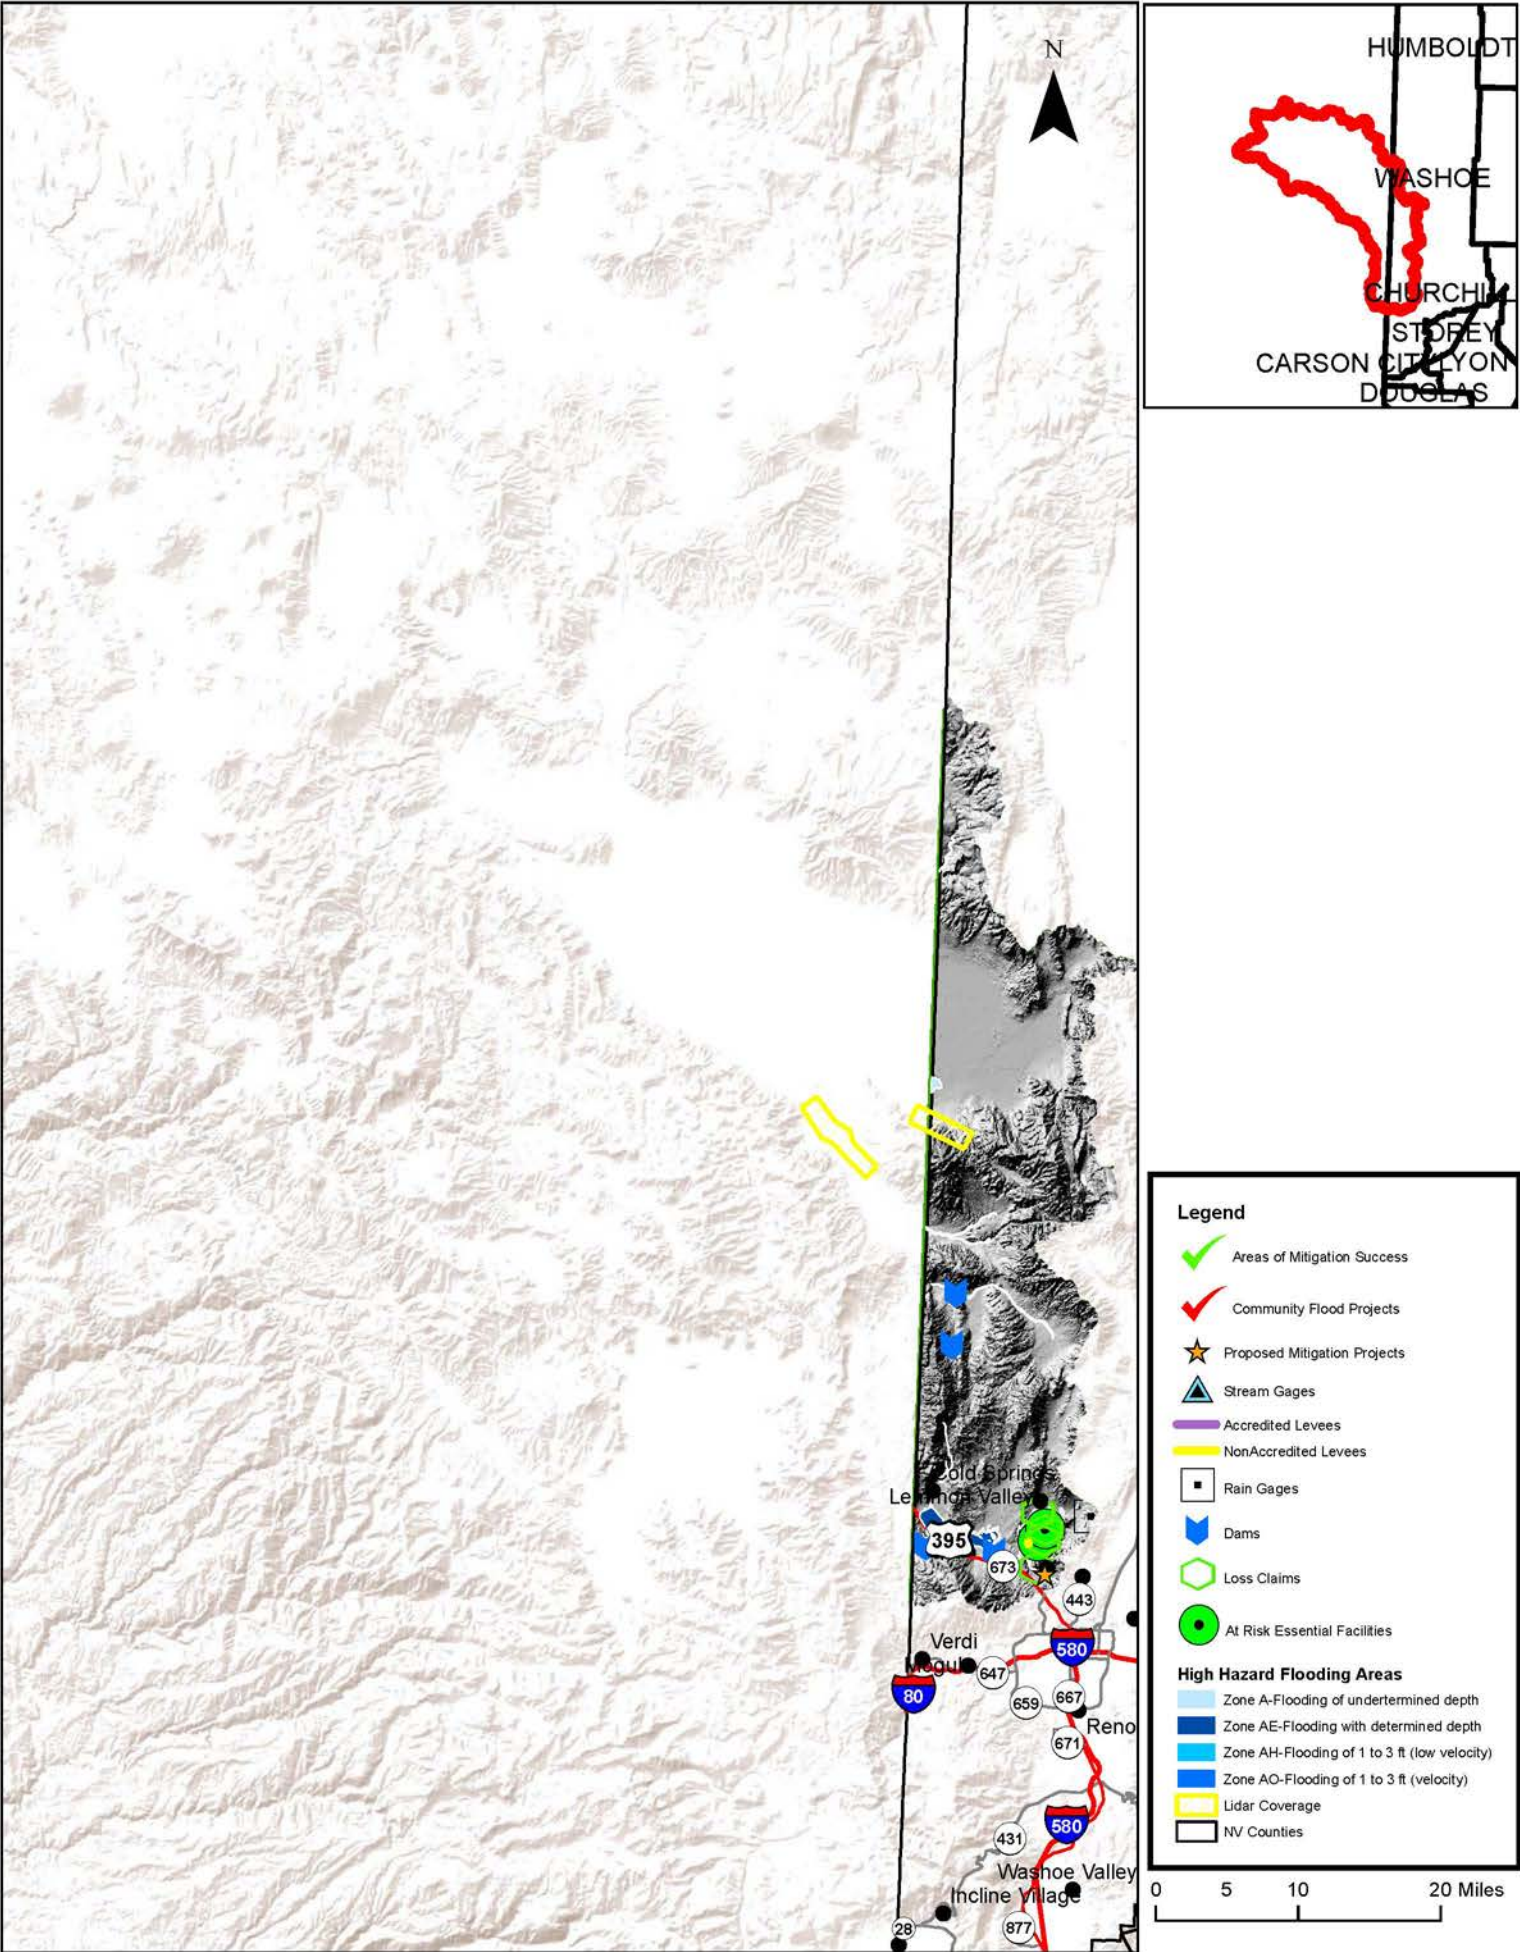 N
Cold Springs
Lemmon Valley
395
673
443
Verdi
Mogul
580
647
80
659
667
Reno
671
580
431
Washoe Valley
Incline Village
28
877
HUMBOLDT
WASHOE
CHURCHILL
STOREY
CARSON CITY LYON
DOUGLAS
Legend
Areas of Mitigation Success
Community Flood Projects
Proposed Mitigation Projects
Stream Gages
Accredited Levees
NonAccredited Levees
Rain Gages
Dams
Loss Claims
At Risk Essential Facilities
High Hazard Flooding Areas
Zone A-Flooding of undertermined depth
Zone AE-Flooding with determined depth
Zone AH-Flooding of 1 to 3 ft (low velocity)
Zone AO-Flooding of 1 to 3 ft (velocity)
Lidar Coverage
NV Counties
0 5 10 20 Miles